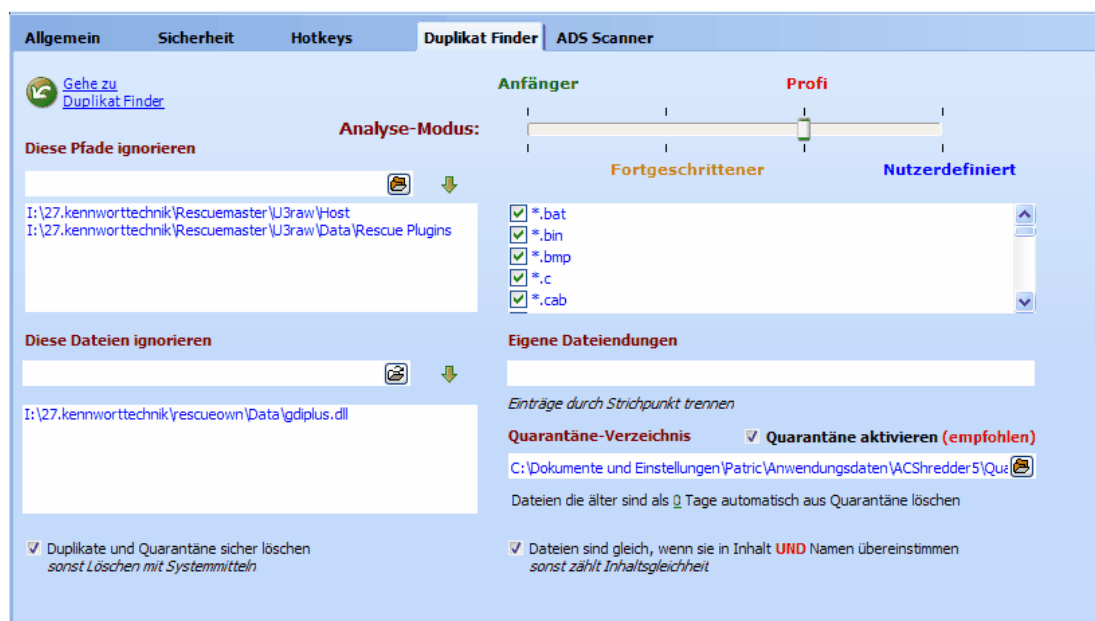 Allgemein Sicherheit Hotkeys Duplikat Finder ADS Scanner
Gehe zu
Duplikat Finder
Anfänger Profi
Analyse-Modus:
Fortgeschrittener Nutzerdefiniert
Diese Pfade ignorieren
I:\27.kennworttechnik\Rescuemaster\U3raw\Host
I:\27.kennworttechnik\Rescuemaster\U3raw\Data\Rescue Plugins
*.bat
*.bin
*.bmp
*.c
*.cab
Diese Dateien ignorieren
I:\27.kennworttechnik\rescueown\Data\gdiplus.dll
Eigene Dateiendungen
Einträge durch Strichpunkt trennen
Quarantäne-Verzeichnis Quarantäne aktivieren (empfohlen)
C:\Dokumente und Einstellungen\Patric\Anwendungsdaten\ACShredder5\Qua
Dateien die älter sind als 0 Tage automatisch aus Quarantäne löschen
Duplikate und Quarantäne sicher löschen
sonst Löschen mit Systemmitteln
Dateien sind gleich, wenn sie in Inhalt UND Namen übereinstimmen
sonst zählt Inhaltsgleichheit